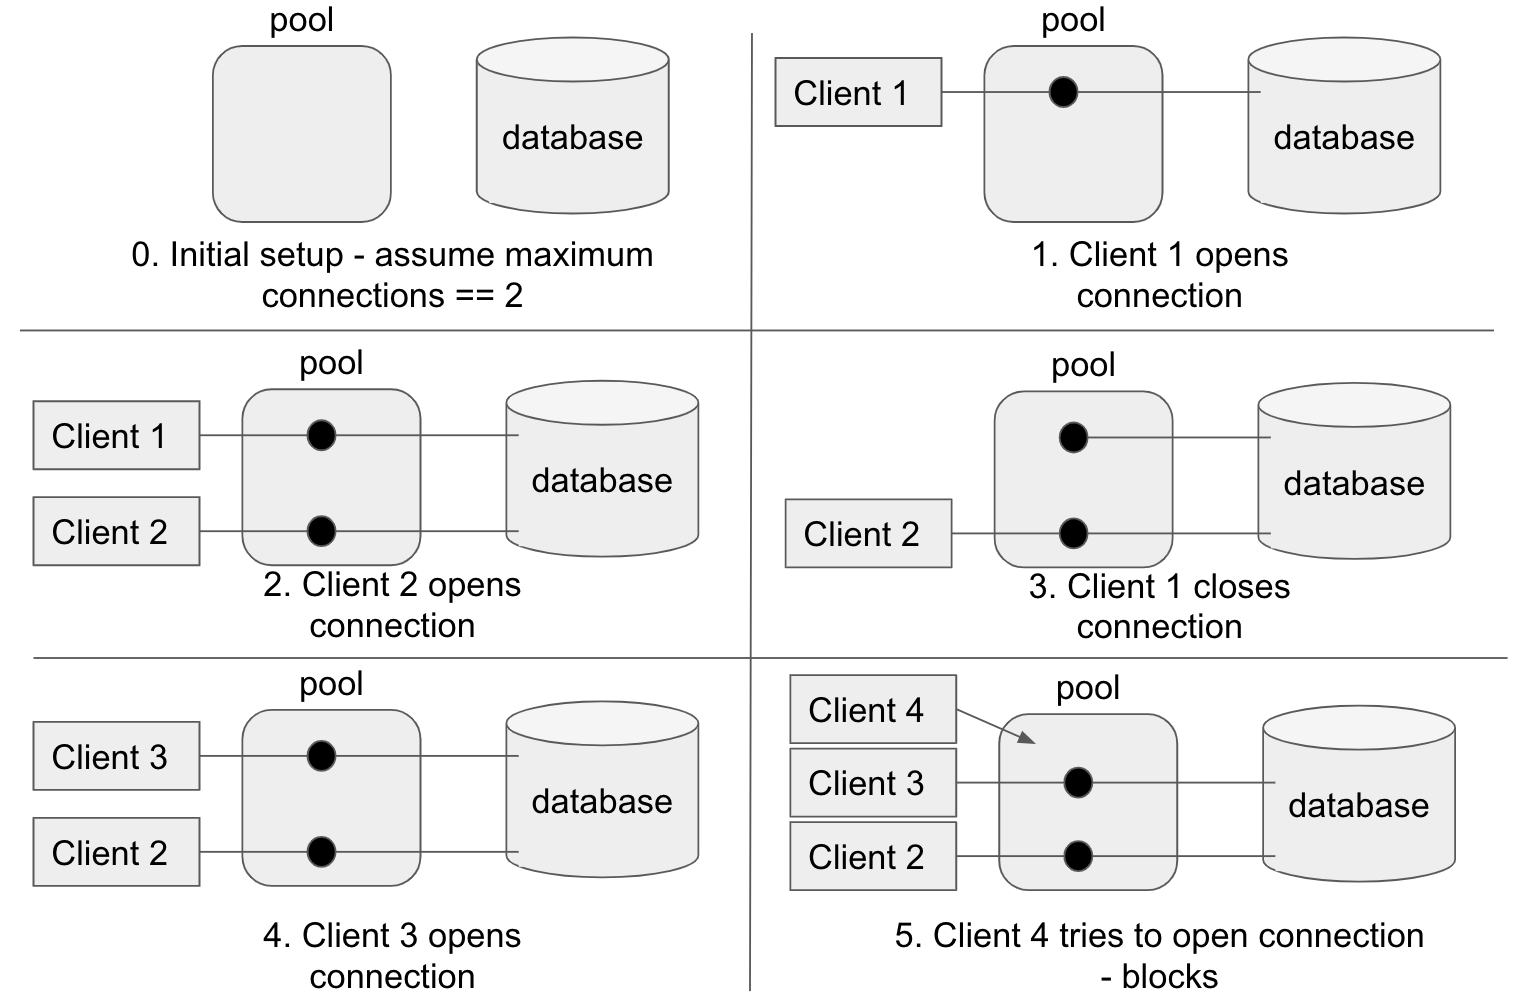 pool
database
0. Initial setup - assume maximum
connections == 2
pool
Client 1
database
1. Client 1 opens
connection
pool
Client 1
Client 2
database
2. Client 2 opens
connection
pool
Client 2
database
3. Client 1 closes
connection
pool
Client 3
Client 2
database
4. Client 3 opens
connection
pool
Client 4
Client 3
Client 2
database
5. Client 4 tries to open connection
- blocks